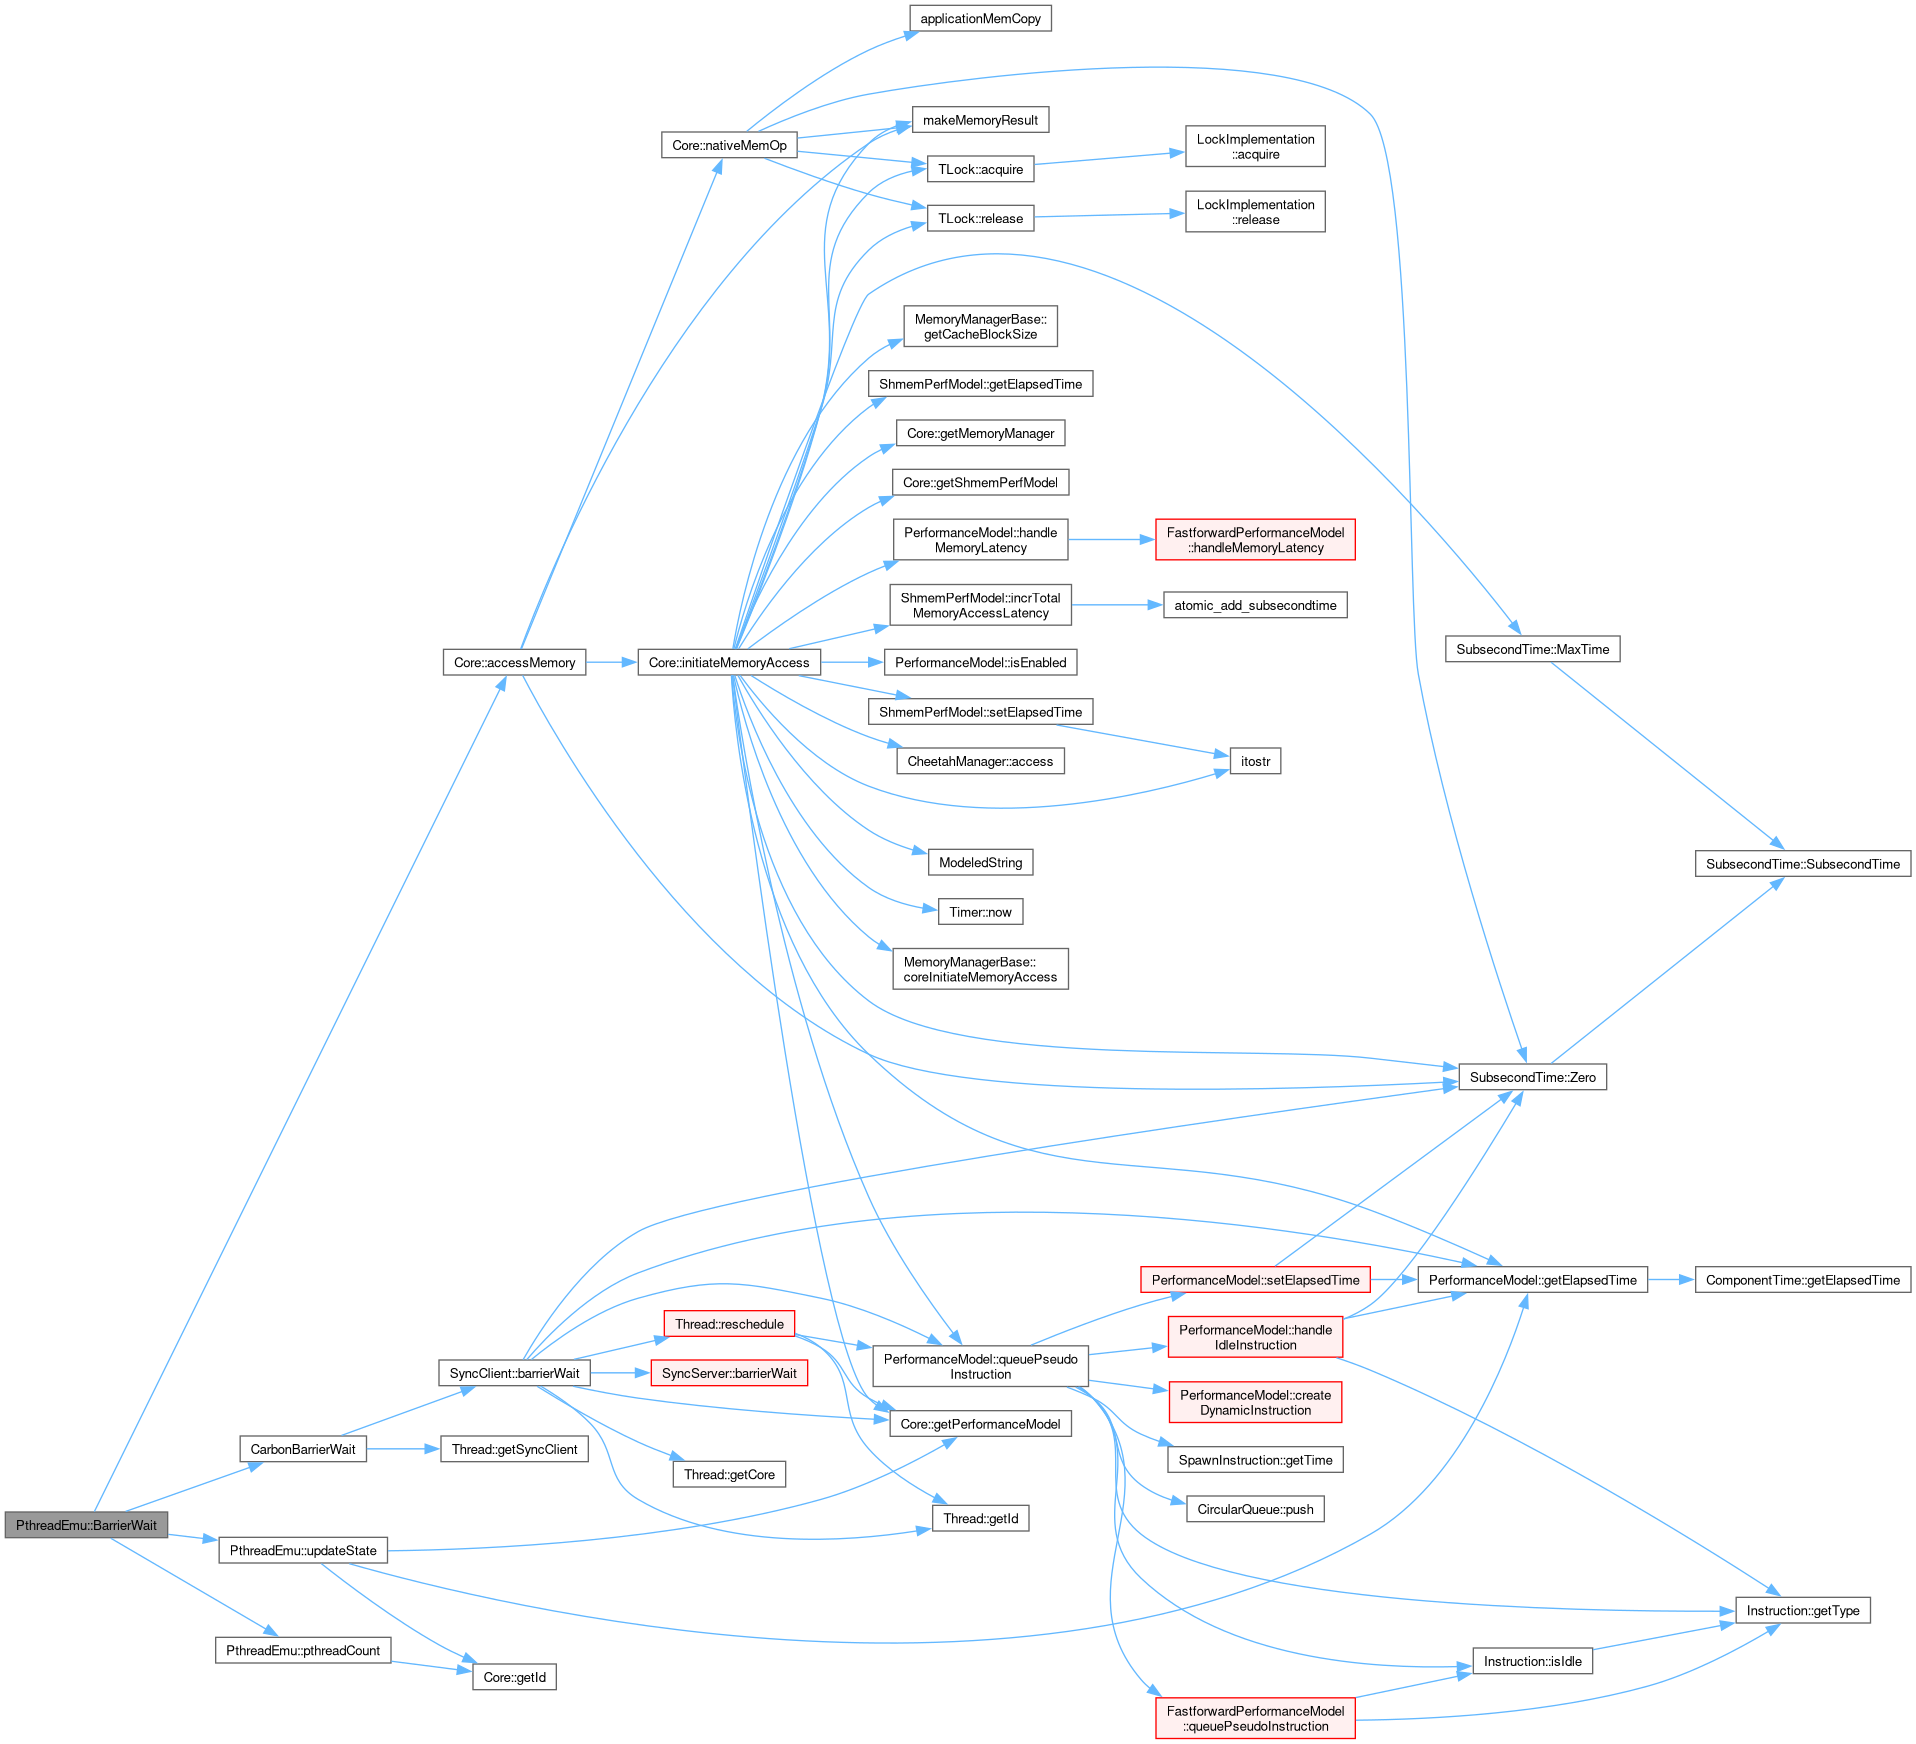 applicationMemCopy
makeMemoryResult
Core::nativeMemOp
LockImplementation
::acquire
TLock::acquire
LockImplementation
::release
TLock::release
MemoryManagerBase::
getCacheBlockSize
ShmemPerfModel::getElapsedTime
Core::getMemoryManager
Core::getShmemPerfModel
PerformanceModel::handle
MemoryLatency
FastforwardPerformanceModel
::handleMemoryLatency
ShmemPerfModel::incrTotal
MemoryAccessLatency
atomic_add_subsecondtime
Core::accessMemory
Core::initiateMemoryAccess
PerformanceModel::isEnabled
SubsecondTime::MaxTime
ShmemPerfModel::setElapsedTime
CheetahManager::access
itostr
ModeledString
SubsecondTime::SubsecondTime
Timer::now
MemoryManagerBase::
coreInitiateMemoryAccess
SubsecondTime::Zero
PerformanceModel::setElapsedTime
PerformanceModel::getElapsedTime
ComponentTime::getElapsedTime
Thread::reschedule
PerformanceModel::handle
IdleInstruction
SyncClient::barrierWait
SyncServer::barrierWait
PerformanceModel::queuePseudo
Instruction
PerformanceModel::create
DynamicInstruction
Core::getPerformanceModel
CarbonBarrierWait
Thread::getSyncClient
Thread::getCore
SpawnInstruction::getTime
CircularQueue::push
Thread::getId
PthreadEmu::BarrierWait
PthreadEmu::updateState
Instruction::getType
PthreadEmu::pthreadCount
Core::getId
Instruction::isIdle
FastforwardPerformanceModel
::queuePseudoInstruction